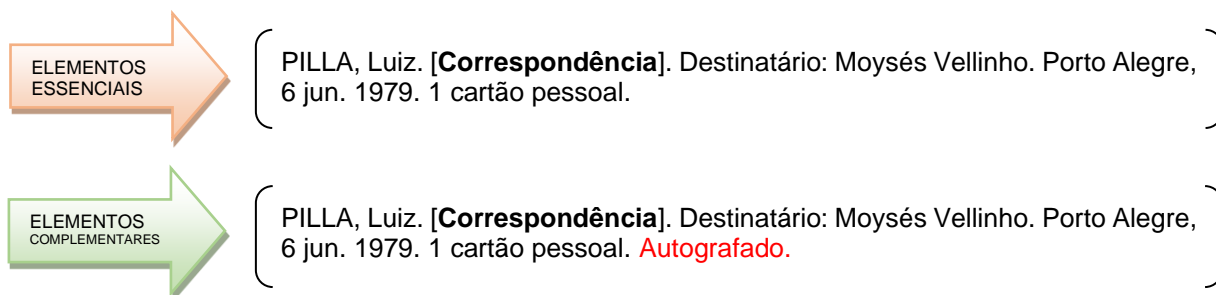 ELEMENTOS
ESSENCIAIS
PILLA, Luiz. [Correspondência]. Destinatário: Moysés Vellinho. Porto Alegre,
6 jun. 1979. 1 cartão pessoal.
ELEMENTOS
COMPLEMENTARES
PILLA, Luiz. [Correspondência]. Destinatário: Moysés Vellinho. Porto Alegre,
6 jun. 1979. 1 cartão pessoal. Autografado.